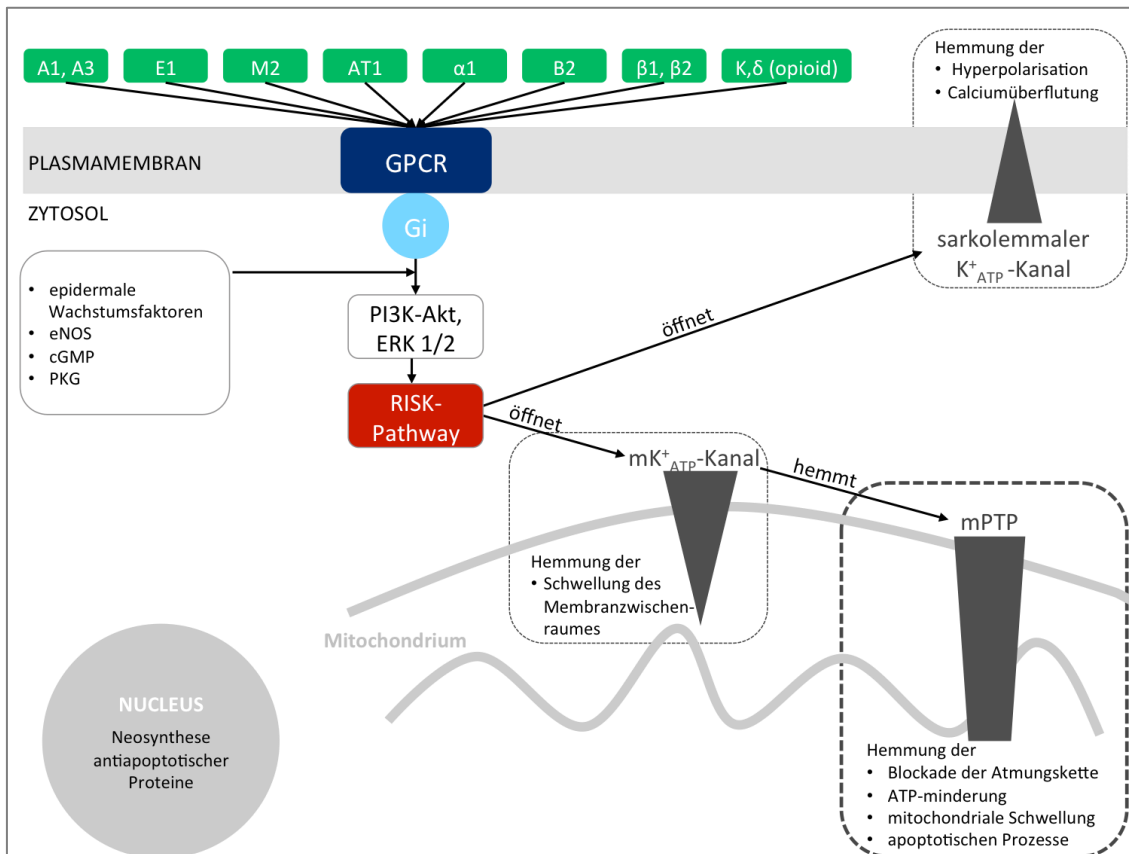 A1, A3
E1
M2
AT1
α1
B2
β1, β2
K,δ (opioid)
Hemmung der
• Hyperpolarisation
• Calciumüberflutung
PLASMAMEMBRAN
GPCR
ZYTOSOL
Gi
sarkolemmaler
K⁺ATP -Kanal
• epidermale
Wachstumsfaktoren
• eNOS
• cGMP
• PKG
PI3K-Akt,
ERK 1/2
öffnet
RISK-
Pathway
öffnet
mK⁺ATP-Kanal
hemmt
mPTP
Hemmung der
• Schwellung des
Membranzwischen-
raumes
Mitochondrium
NUCLEUS
Neosynthese
antiapoptotischer
Proteine
Hemmung der
• Blockade der Atmungskette
• ATP-minderung
• mitochondriale Schwellung
• apoptotischen Prozesse